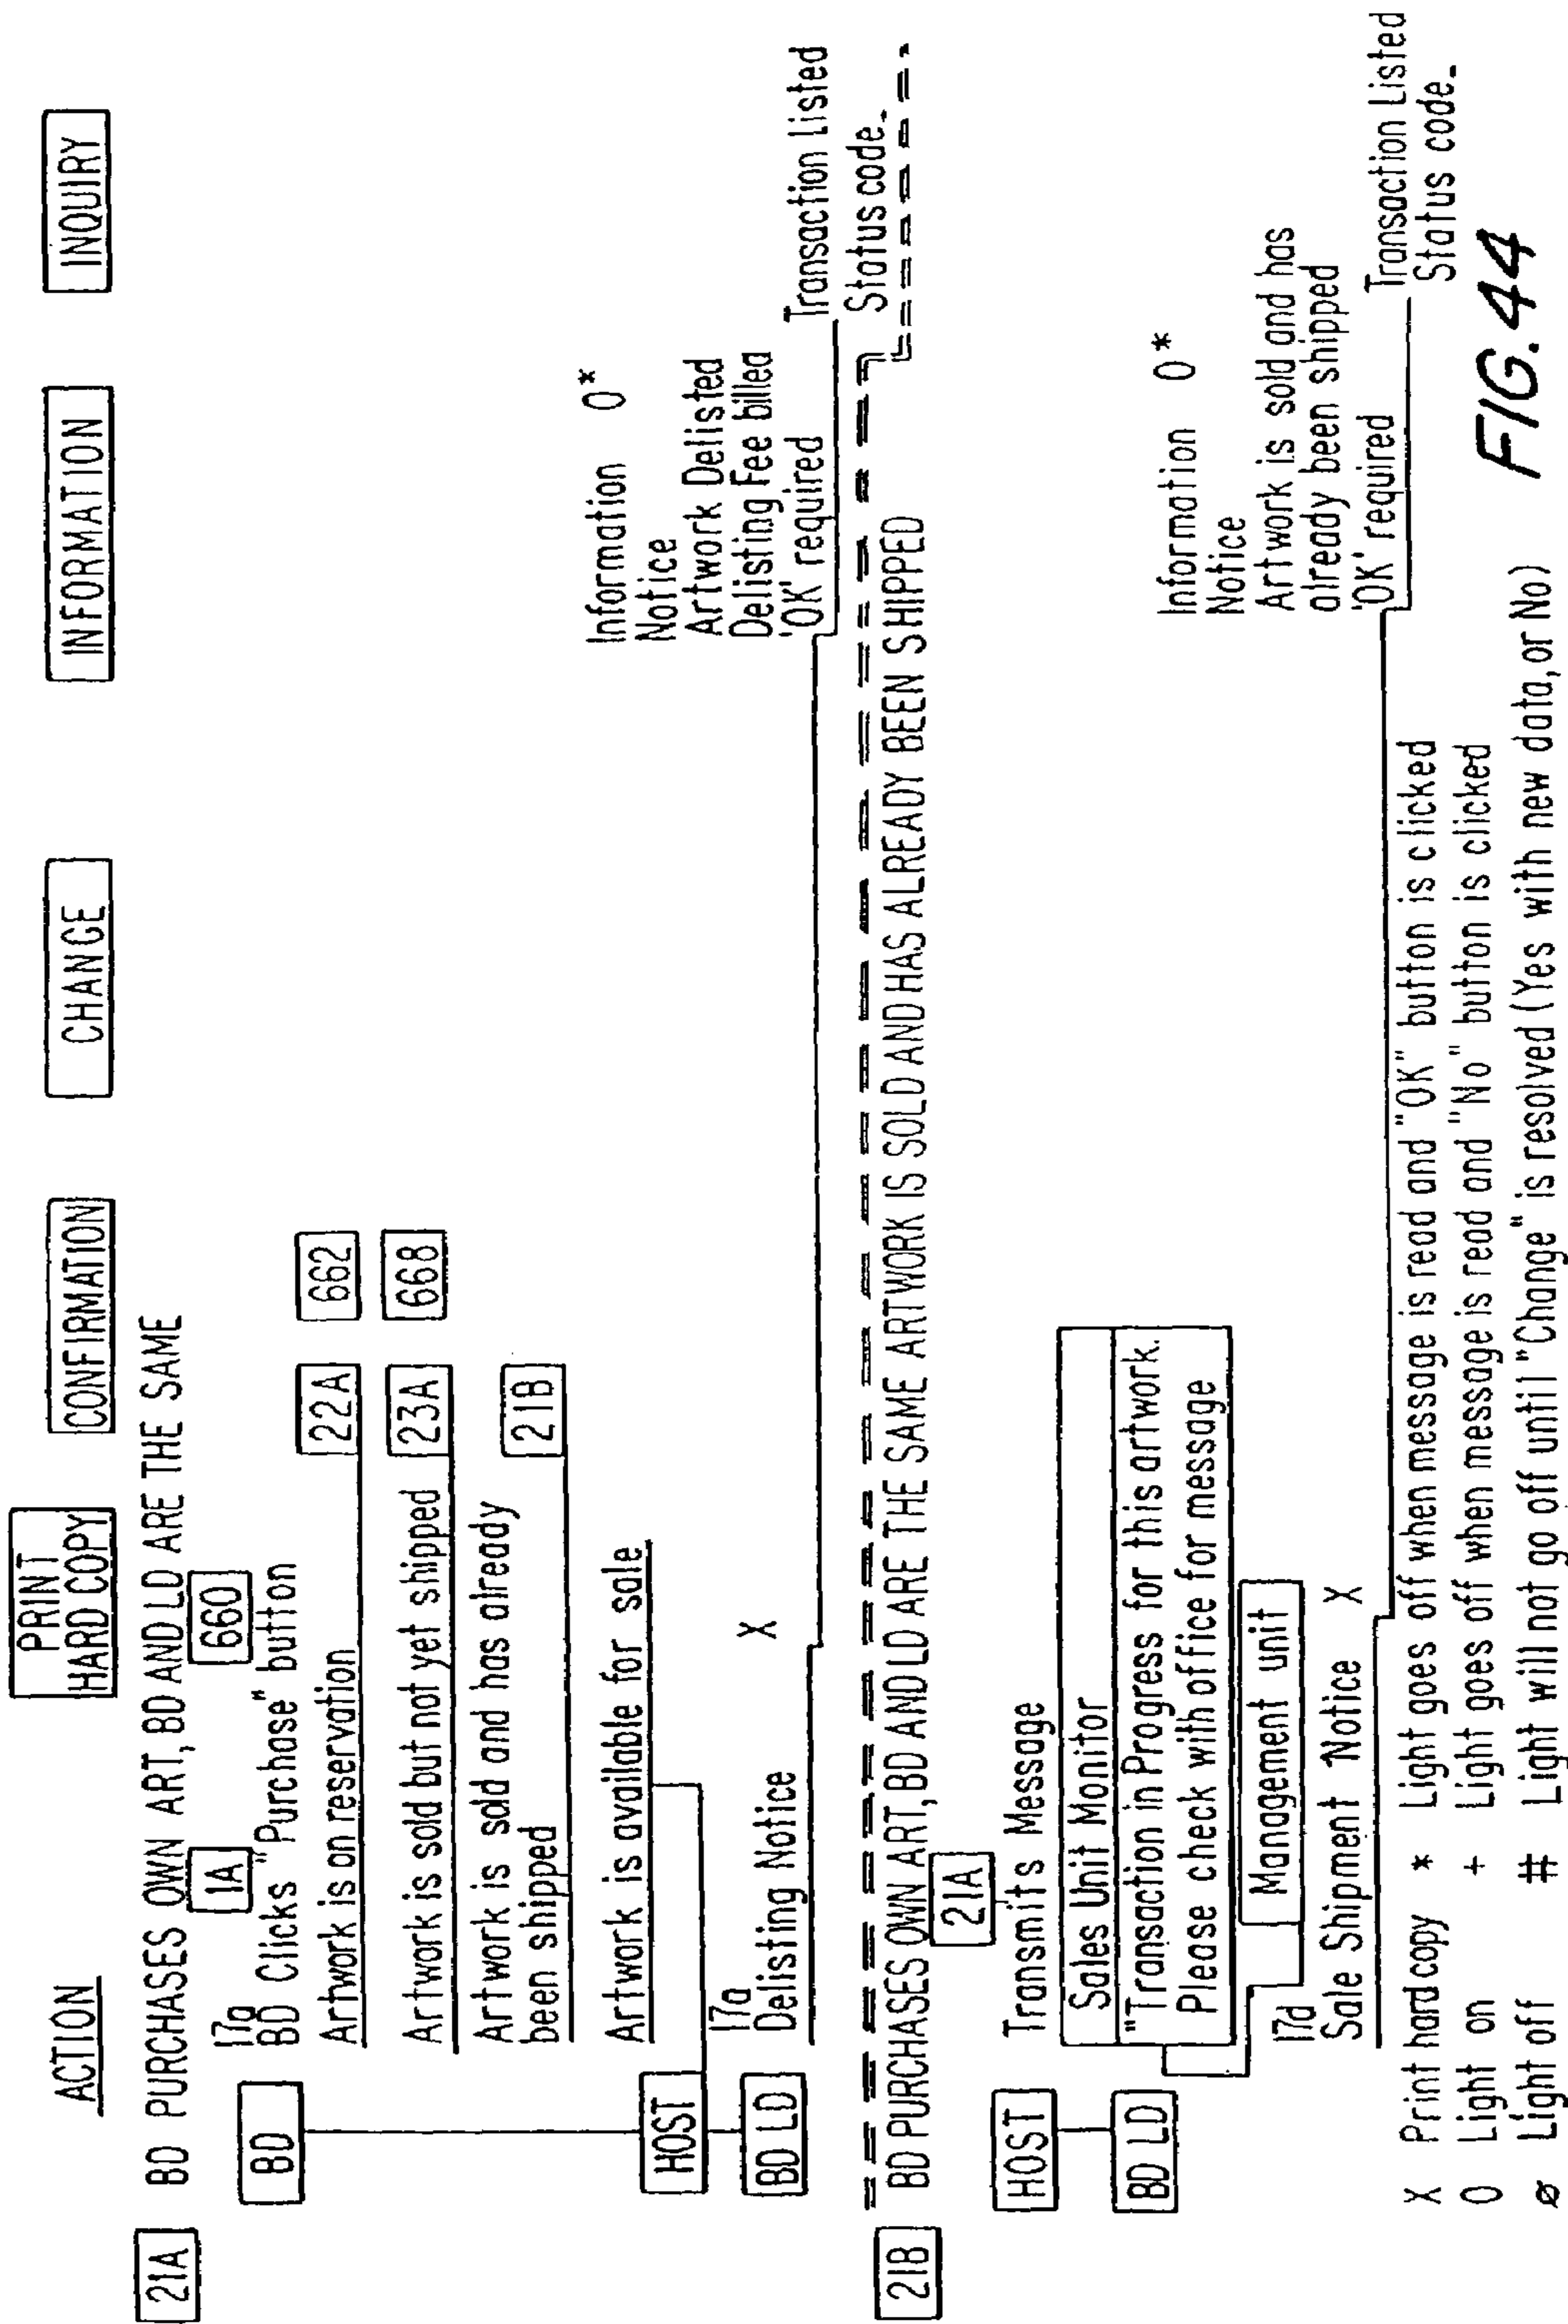 ACTION
PRINT
HARD COPY
CONFIRMATION
CHANGE
INFORMATION
INQUIRY
21A
BD PURCHASES OWN ART, BD AND LD ARE THE SAME
1A
660
17a
BD
BD Clicks "Purchase" button
Artwork is on reservation
22A
662
Artwork is sold but not yet shipped
23A
668
Artwork is sold and has already
been shipped
21B
Artwork is available for sale
HOST
Information O*
Notice
Artwork Delisted
Delisting Fee billed
'OK' required
17a
BD LD
Delisting Notice X
Transaction Listed
Status code_
21B
BD PURCHASES OWN ART, BD AND LD ARE THE SAME ARTWORK IS SOLD AND HAS ALREADY BEEN SHIPPED
21A
HOST
Transmits Message
Sales Unit Monitor
"Transaction in Progress for this artwork.
Please check with office for message
BD LD
Management unit
Information O*
Notice
Artwork is sold and has
already been shipped
'OK' required
17d
Sale Shipment Notice X
Transaction Listed
Status code_
X Print hard copy * Light goes off when message is read and "OK" button is clicked
O Light on + Light goes off when message is read and "No" button is clicked
ø Light off # Light will not go off until "Change" is resolved (Yes with new data, or No)
FIG. 44